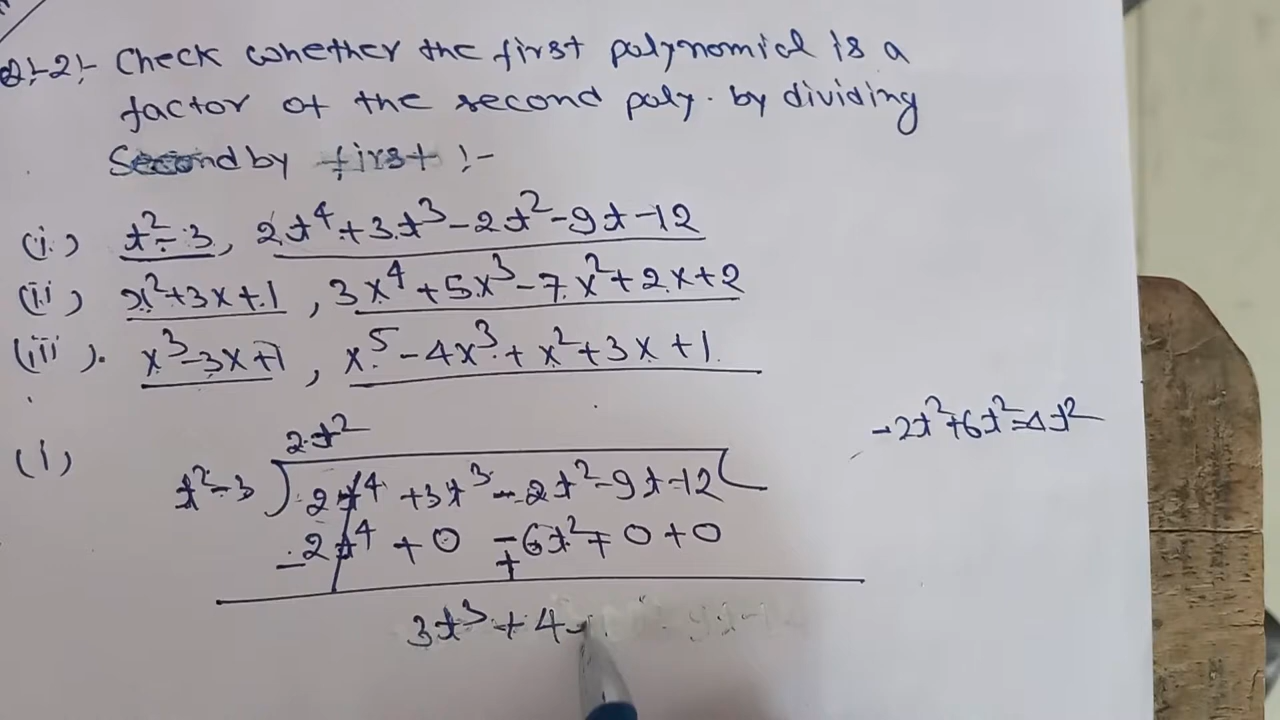 Q!-2!- Check whether the first polynomial is a
factor of the second poly. by dividing
Second by first :-
(i.) t²-3, 2t⁴+3t³-2t²-9t-12
(ii) x²+3x+1, 3x⁴+5x³-7x²+2x+2
(iii). x³-3x+1, x⁵-4x³+x²+3x+1
-2t²+6t²=4t²
(i) 2t²
t²-3) 2t⁴+3t³-2t²-9t-12(
-2t⁴+0 -6t²+0+0
+
3t³+4